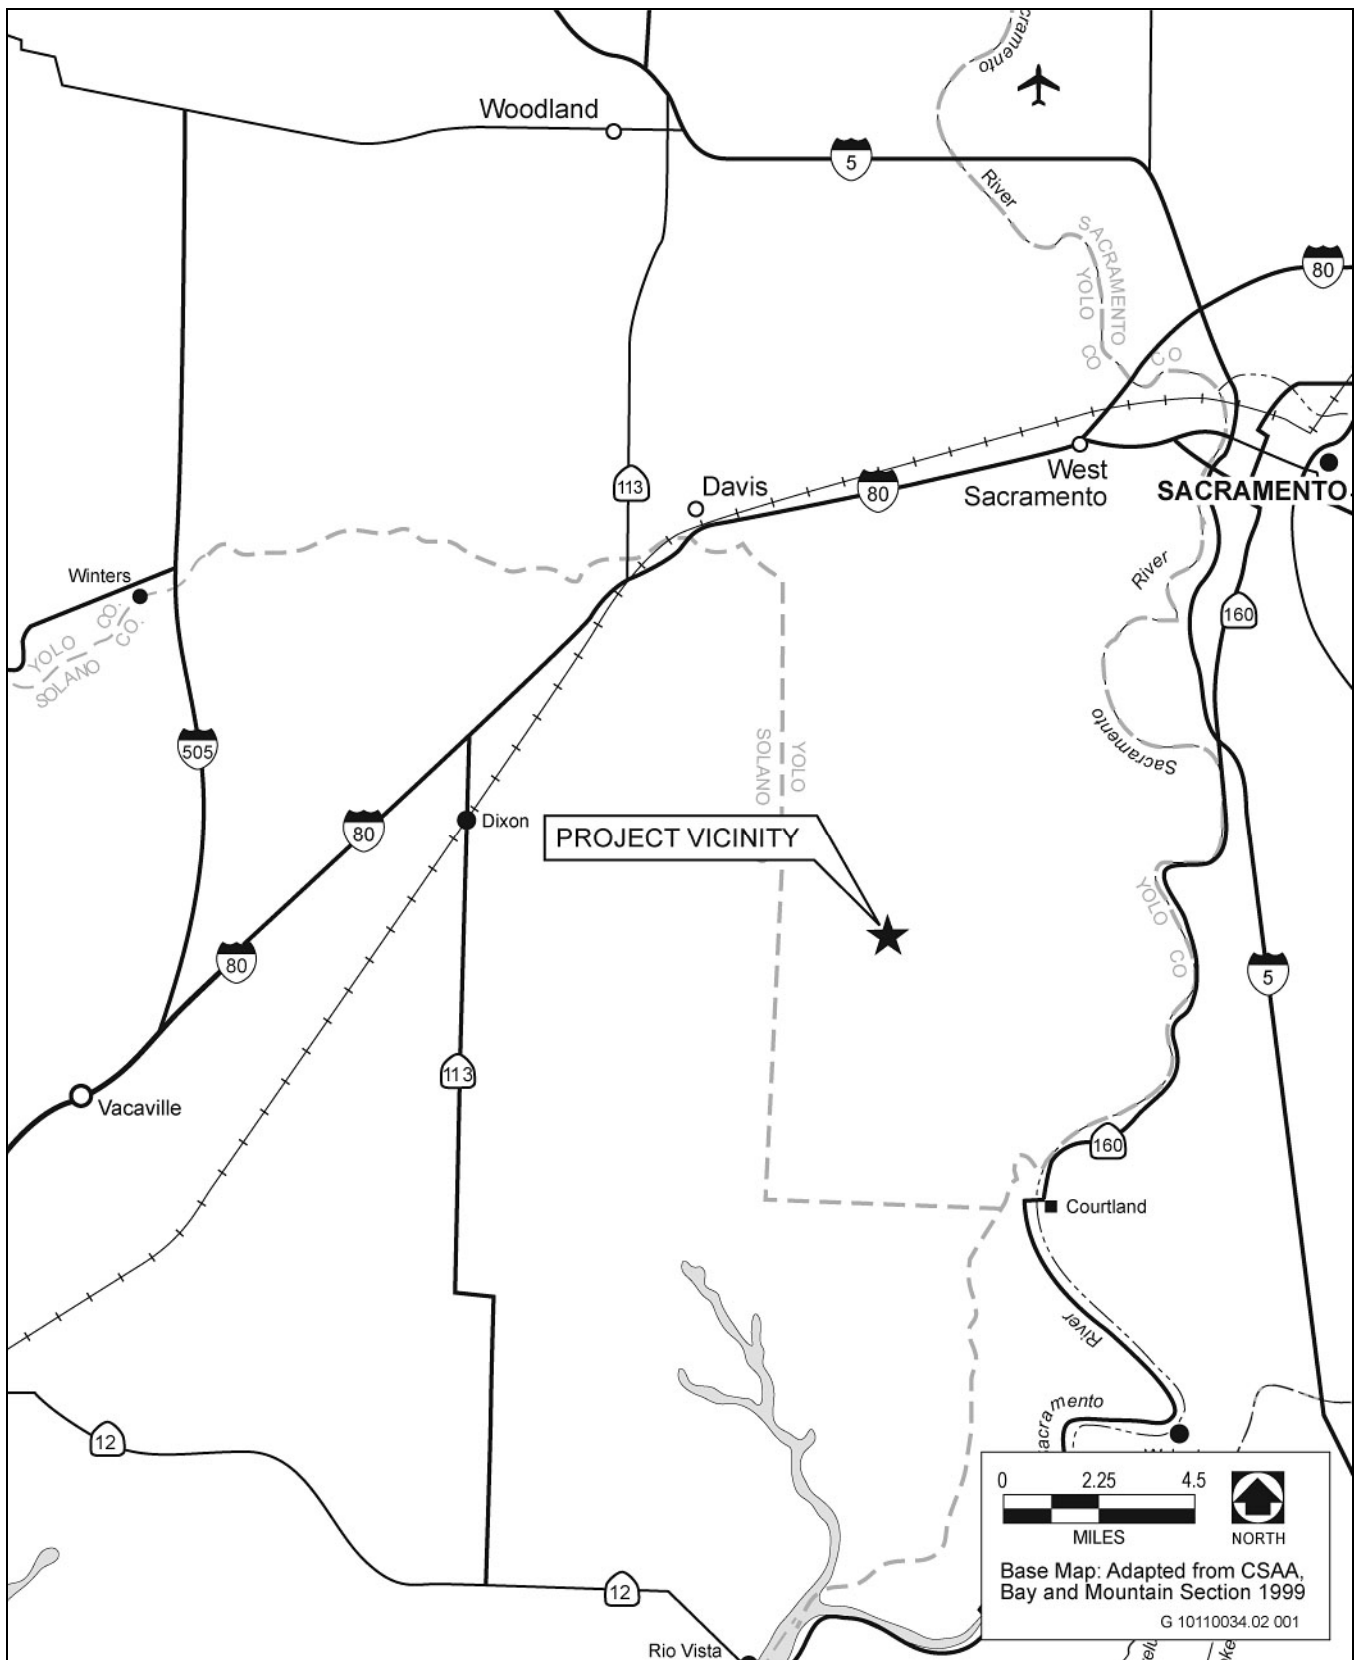 Sacramento
Woodland
5
River
SACRAMENTO
YOLO
CO
CO
80
113
Davis
80
West
Sacramento
SACRAMENTO
Winters
YOLO CO.
SOLANO CO.
River
160
505
SOLANO
YOLO
Sacramento
80
Dixon
PROJECT VICINITY
YOLO CO
80
5
113
Vacaville
160
Courtland
River
Sacramento
12
0 2.25 4.5
MILES
NORTH
Base Map: Adapted from CSAA,
Bay and Mountain Section 1999
G 10110034.02 001
12
Rio Vista